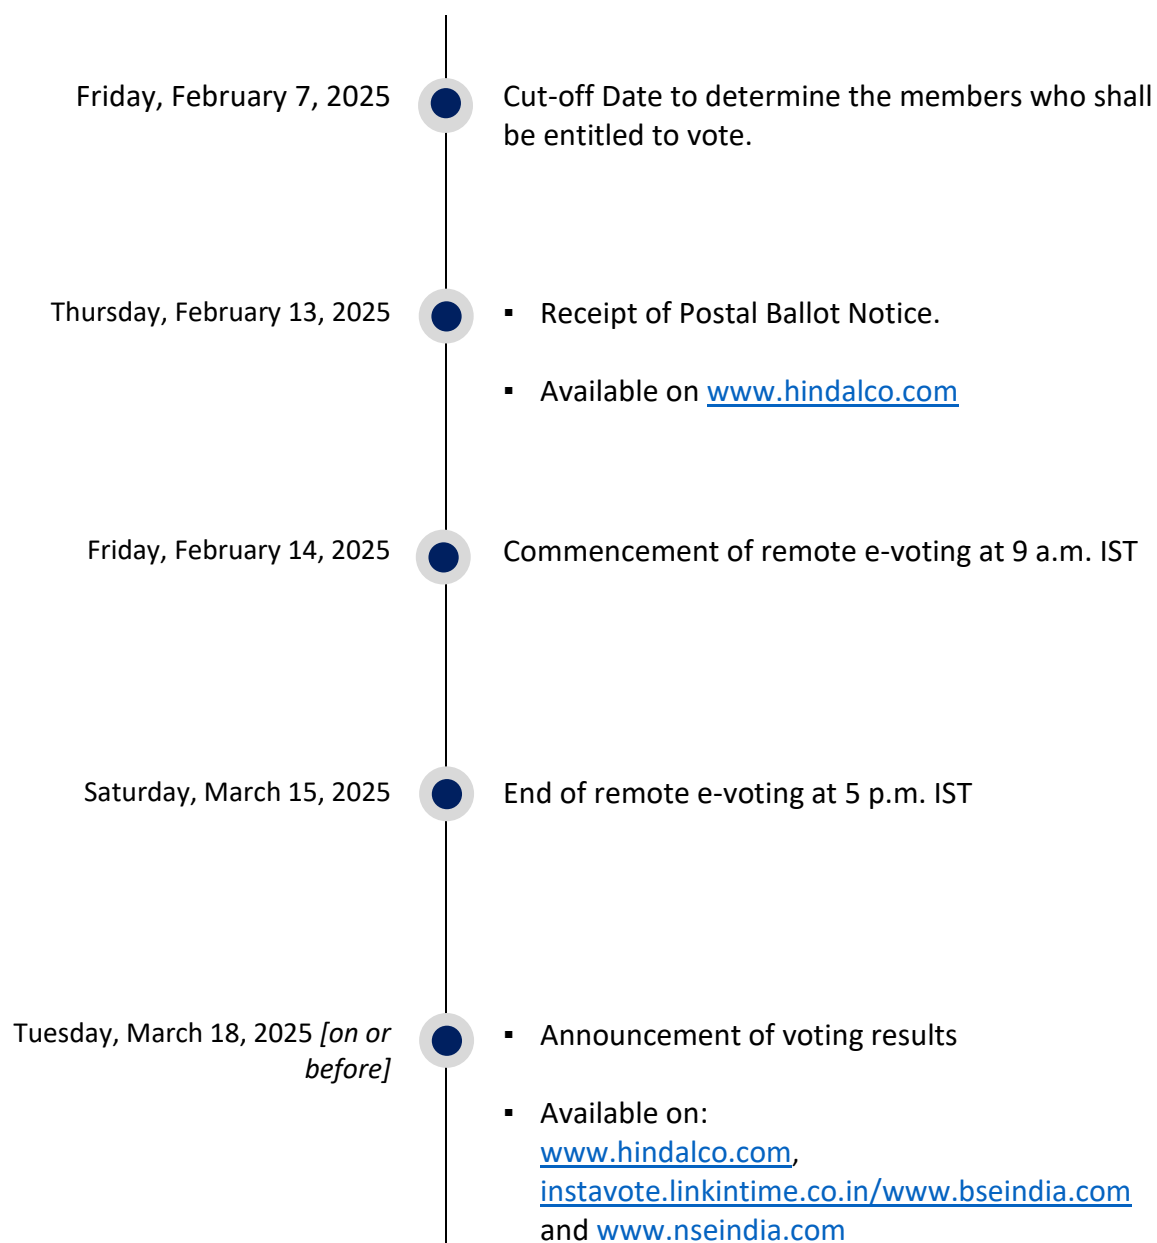 Friday, February 7, 2025
Cut-off Date to determine the members who shall
be entitled to vote.
Thursday, February 13, 2025
▪ Receipt of Postal Ballot Notice.
▪ Available on www.hindalco.com
Friday, February 14, 2025
Commencement of remote e-voting at 9 a.m. IST
Saturday, March 15, 2025
End of remote e-voting at 5 p.m. IST
Tuesday, March 18, 2025 [on or
before]
▪ Announcement of voting results
▪ Available on:
www.hindalco.com,
instavote.linkintime.co.in/www.bseindia.com
and www.nseindia.com